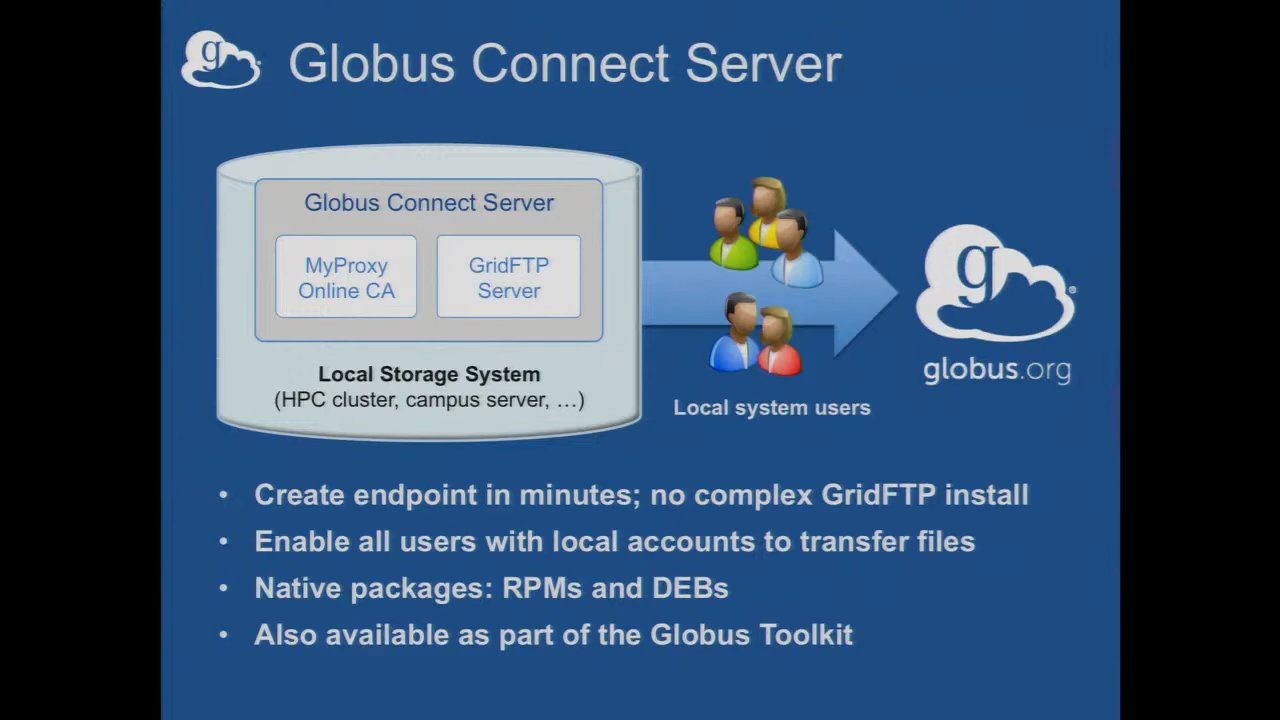 g
Globus Connect Server
Globus Connect Server
MyProxy
Online CA
GridFTP
Server
Local Storage System
(HPC cluster, campus server, …)
Local system users
g
®
globus.org
• Create endpoint in minutes; no complex GridFTP install
• Enable all users with local accounts to transfer files
• Native packages: RPMs and DEBs
• Also available as part of the Globus Toolkit